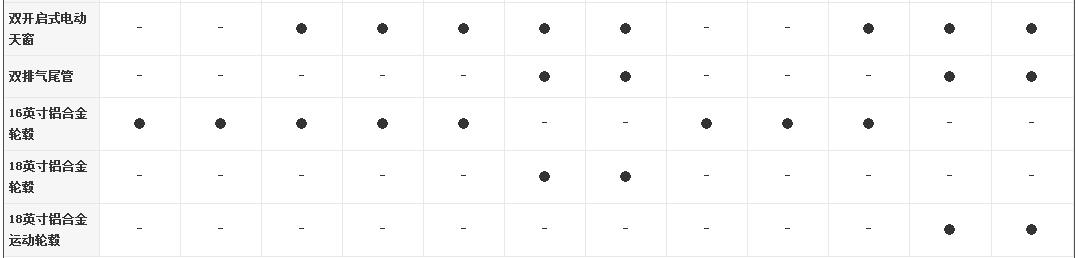 双开启式电动
天窗
- - ● ● ● ● ● - - ● ● ●
双排气尾管
- - - - - ● ● - - - ● ●
16英寸铝合金
轮毂
● ● ● ● ● - - ● ● ● - -
18英寸铝合金
轮毂
- - - - - ● ● - - - - -
18英寸铝合金
运动轮毂
- - - - - - - - - - ● ●